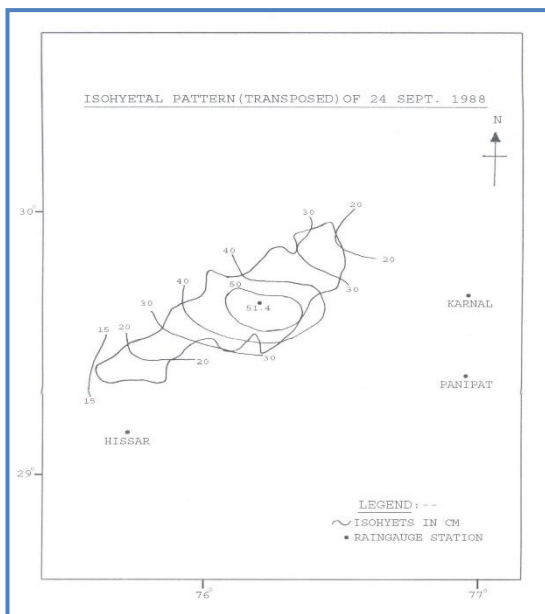 ISOHYETAL PATTERN(TRANSPOSED)OF 24 SEPT. 1988
N
30 20
30°
40 20
40 50
30 51.4 30
KARNAL
15 20
20 30
PANIPAT
15
HISSAR
29°
LEGEND:--
ISOHYETS IN CM
RAINGAUGE STATION
76° 77°